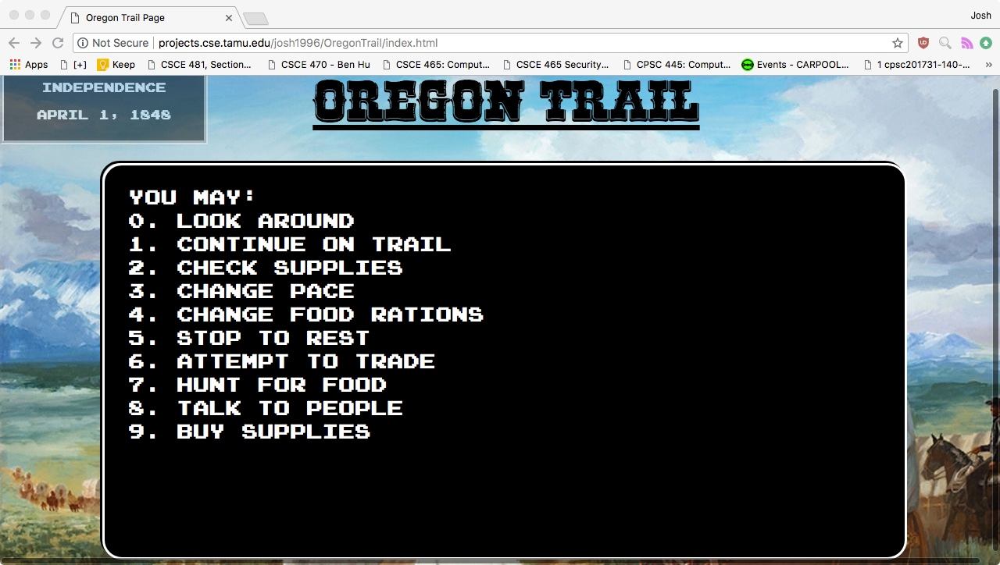 Oregon Trail Page
Josh
Not Secure projects.cse.tamu.edu/josh1996/OregonTrail/index.html
Apps [+] Keep CSCE 481, Section... CSCE 470 - Ben Hu CSCE 465: Comput... CSCE 465 Security... CPSC 445: Comput... Events - CARPOOL... 1 cpsc201731-140-... »
INDEPENDENCE
APRIL 1, 1848
OREGON TRAIL
YOU MAY:
0. LOOK AROUND
1. CONTINUE ON TRAIL
2. CHECK SUPPLIES
3. CHANGE PACE
4. CHANGE FOOD RATIONS
5. STOP TO REST
6. ATTEMPT TO TRADE
7. HUNT FOR FOOD
8. TALK TO PEOPLE
9. BUY SUPPLIES